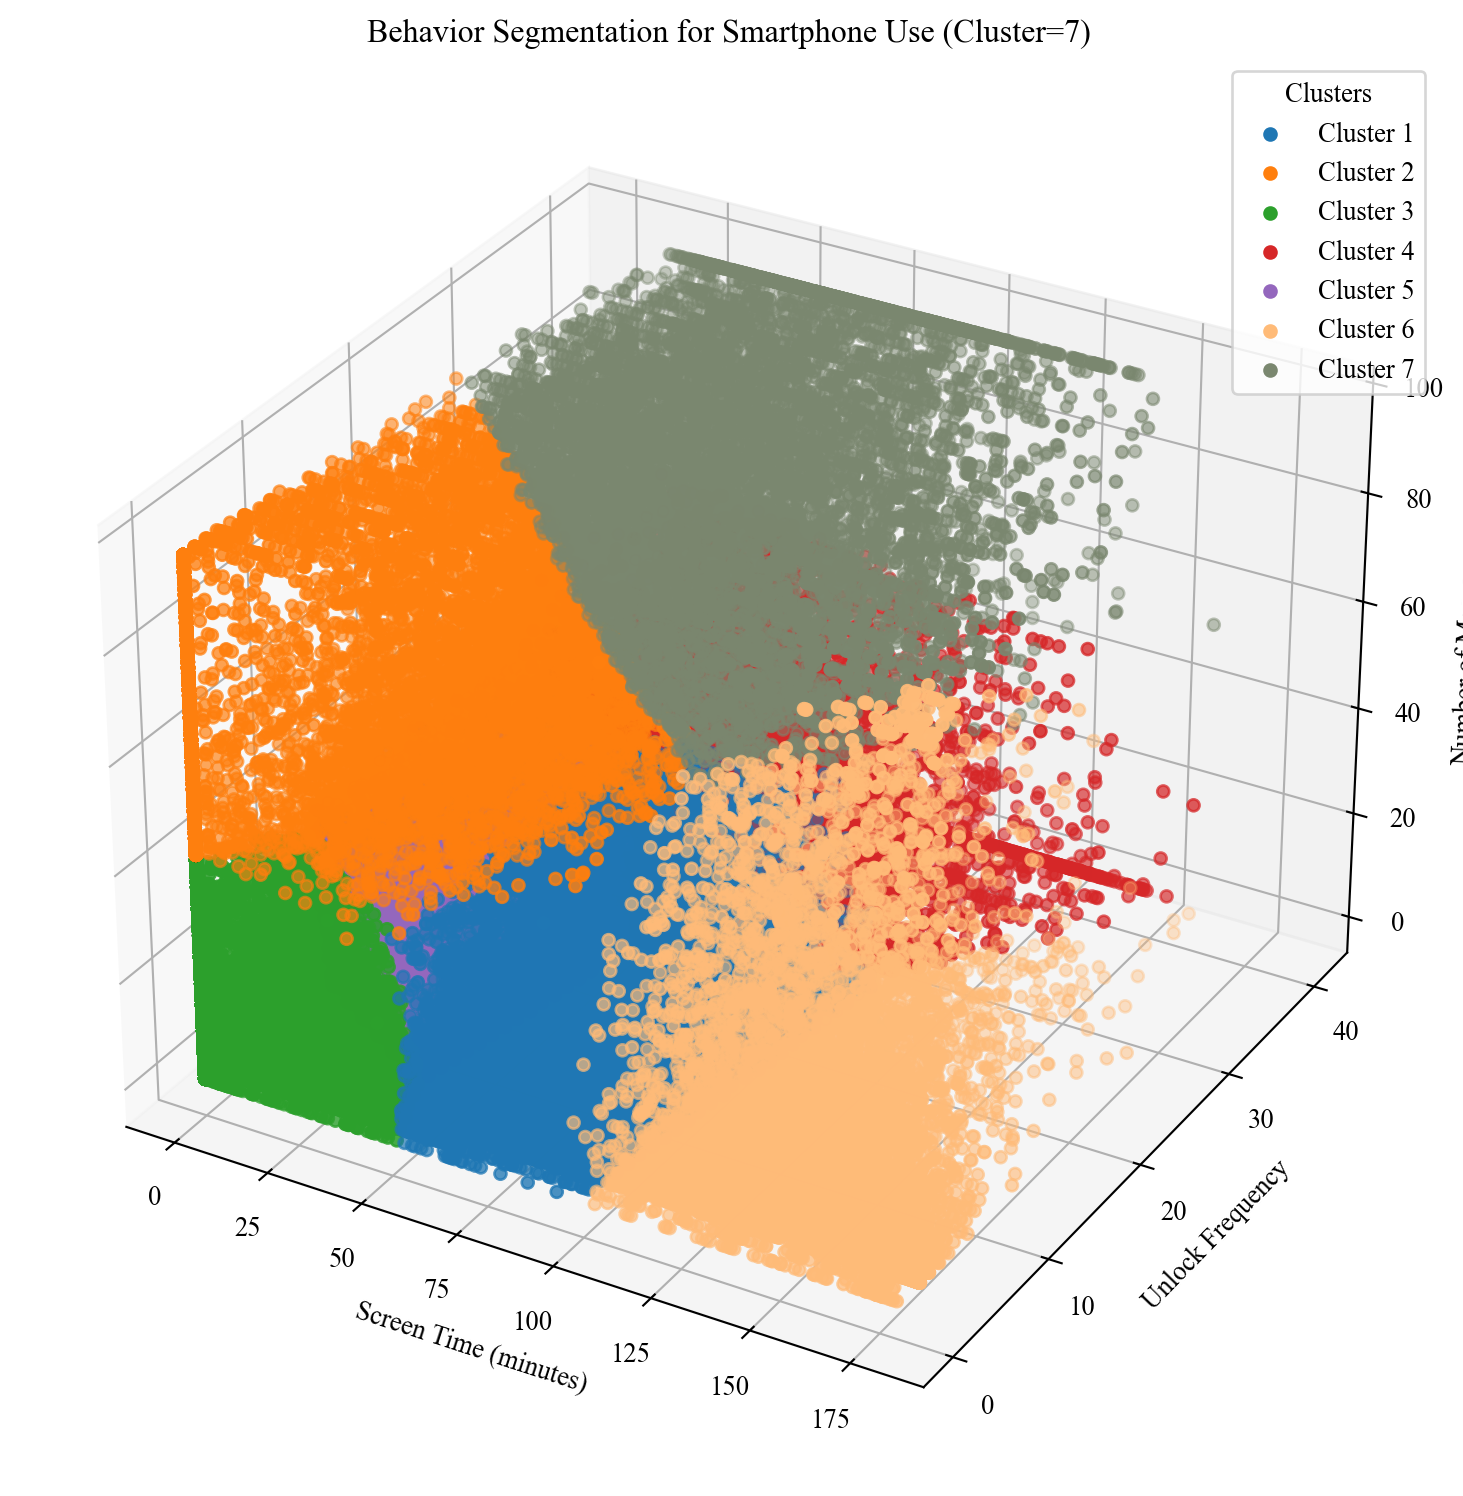 Behavior Segmentation for Smartphone Use (Cluster=7)
Clusters
Cluster 1
Cluster 2
Cluster 3
Cluster 4
Cluster 5
Cluster 6
Cluster 7
100
80
60
40
20
0
Number of
40
30
20
10
0
Unlock Frequency
0
25
50
75
100
125
150
175
Screen Time (minutes)